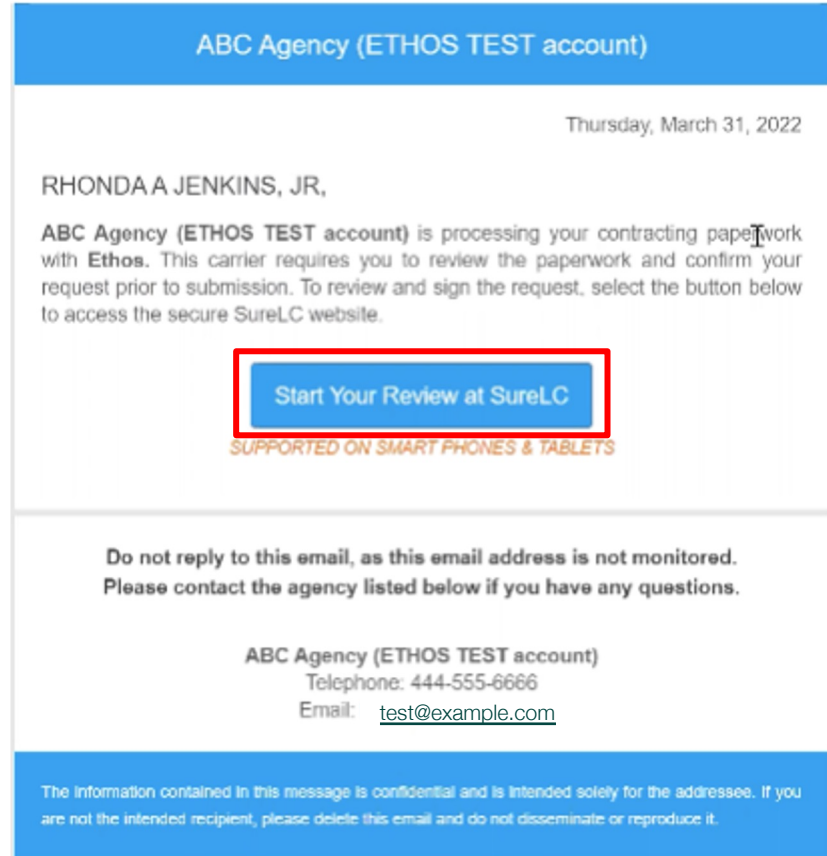 ABC Agency (ETHOS TEST account)
Thursday, March 31, 2022
RHONDA A JENKINS, JR,
ABC Agency (ETHOS TEST account) is processing your contracting paperwork
with Ethos. This carrier requires you to review the paperwork and confirm your
request prior to submission. To review and sign the request, select the button below
to access the secure SureLC website.
Start Your Review at SureLC
SUPPORTED ON SMART PHONES & TABLETS
Do not reply to this email, as this email address is not monitored.
Please contact the agency listed below if you have any questions.
ABC Agency (ETHOS TEST account)
Telephone: 444-555-6666
Email: test@example.com
The information contained in this message is confidential and is intended solely for the addressee. If you
are not the intended recipient, please delete this email and do not disseminate or reproduce it.